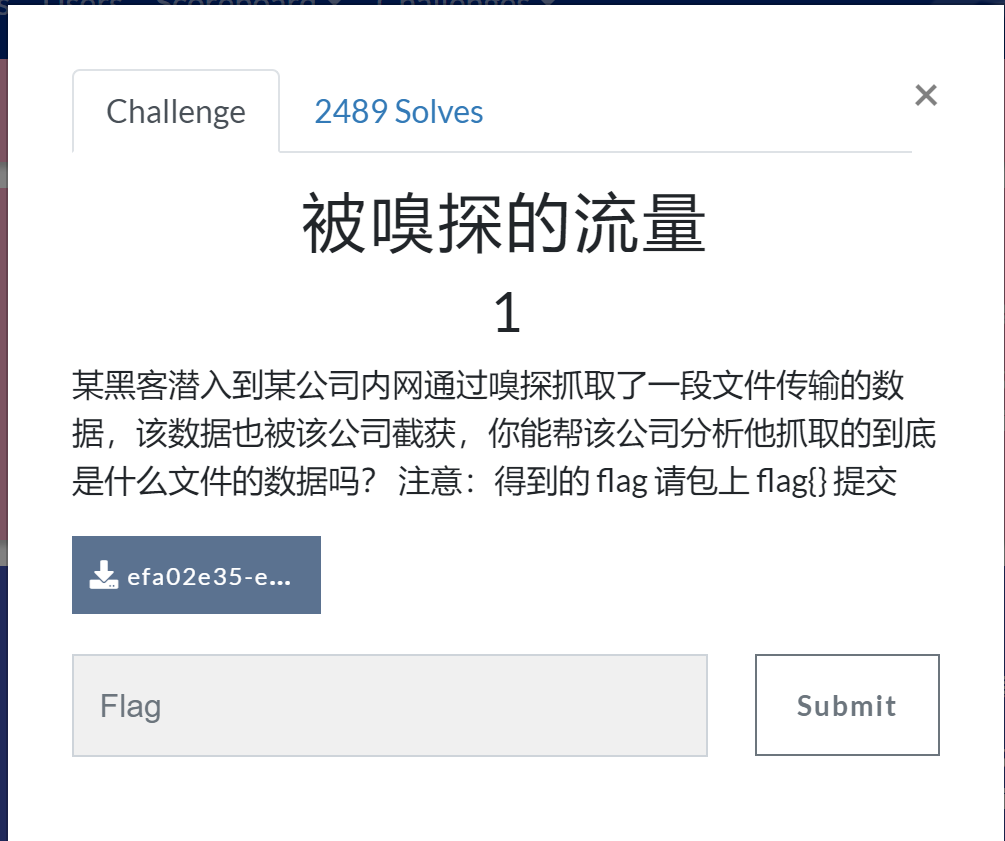 Challenge
2489 Solves
×
被嗅探的流量
1
某黑客潜入到某公司内网通过嗅探抓取了一段文件传输的数
据，该数据也被该公司截获，你能帮该公司分析他抓取的到底
是什么文件的数据吗？ 注意：得到的 flag 请包上 flag{} 提交
efa02e35-e...
Flag
Submit